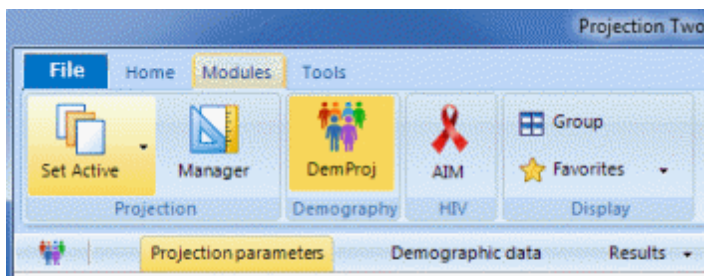 Projection Two
File Home Modules Tools
Set Active Manager DemProj AIM Group
Favorites
Projection Demography HIV Display
Projection parameters Demographic data Results